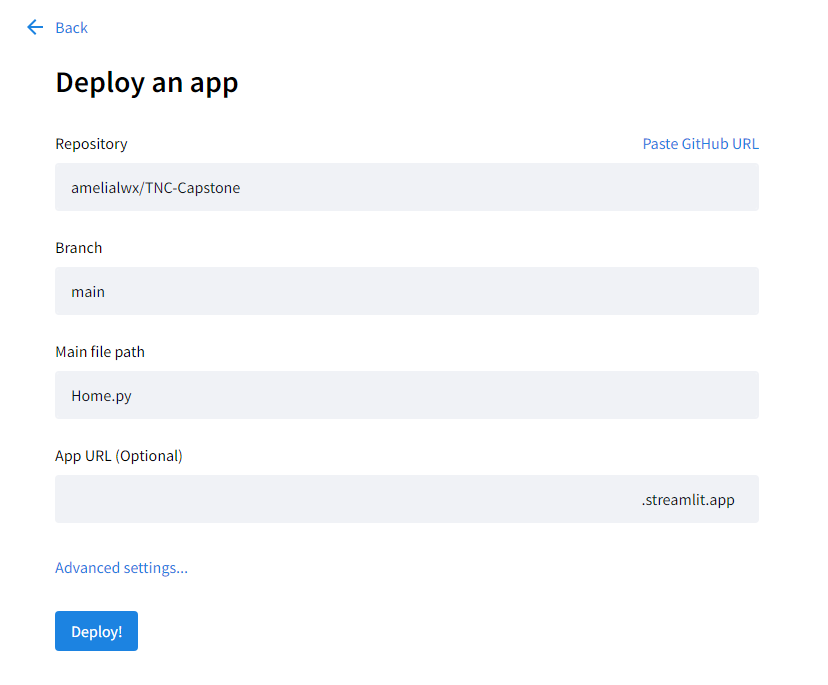 Back
Deploy an app
Repository
Paste GitHub URL
amelialwx/TNC-Capstone
Branch
main
Main file path
Home.py
App URL (Optional)
.streamlit.app
Advanced settings...
Deploy!